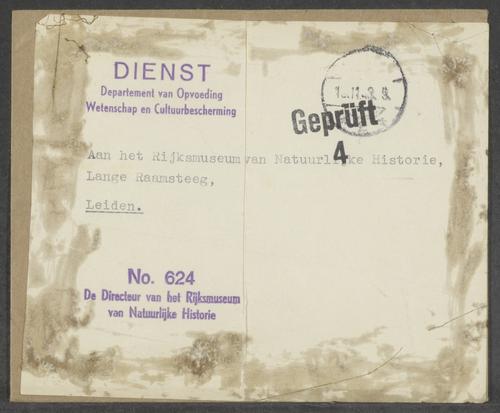 DIENST
Departement van Opvoeding
Wetenschap en Cultuurbescherming
Geprüft
4
Aan het Rijksmuseum van Natuurlijke Historie,
Lange Raamsteeg,
Leiden.
No. 624
De Directeur van het Rijksmuseum
van Natuurlijke Historie